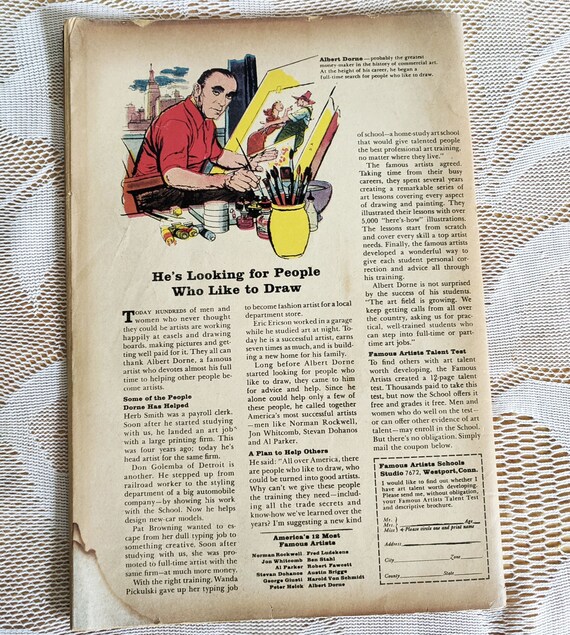 Albert Dorne—probably the greatest
money-maker in the history of commercial art.
At the height of his career, he began a
full-time search for people who like to draw.
He's Looking for People
Who Like to Draw
TODAY HUNDREDS of men and
women who never thought
they could be artists are working
happily at easels and drawing
boards, making pictures and get-
ting well paid for it. They all can
thank Albert Dorne, a famous
artist who devotes almost his full
time to helping other people be-
come artists.
Some of the People
Dorne Has Helped
Herb Smith was a payroll clerk.
Soon after he started studying
with us, he landed an art job
with a large printing firm. This
was four years ago; today he's
head artist for the same firm.
Don Golemba of Detroit is
another. He stepped up from
railroad worker to the styling
department of a big automobile
company—by showing his work
with the School. Now he helps
design new-car models.
Pat Browning wanted to es-
cape from her dull typing job to
something creative. Soon after
studying with us, she was pro-
moted to full-time artist with the
same firm—at much more money.
With the right training, Wanda
Pickulski gave up her typing job
to become fashion artist for a local
department store.
Eric Ericson worked in a garage
while he studied art at night. To-
day he is a successful artist, earns
seven times as much, and is build-
ing a new home for his family.
Long before Albert Dorne
started looking for people who
like to draw, they came to him
for advice and help. Since he
alone could help only a few of
these people, he called together
America's most successful artists
—men like Norman Rockwell,
Jon Whitcomb, Stevan Dohanos
and Al Parker.
A Plan to Help Others
He said: "All over America, there
are people who like to draw, who
could be turned into good artists.
Why can't we give these people
the training they need—includ-
ing all the trade secrets and
know-how we've learned over the
years? I'm suggesting a new kind
America's 12 Most
Famous Artists
Norman Rockwell Fred Ludekens
Jon Whitcomb Ben Stahl
Al Parker Robert Fawcett
Stevan Dohanos Austin Briggs
George Giusti Harold Von Schmidt
Peter Helck Albert Dorne
of school—a home-study art school
that would give talented people
the best professional art training,
no matter where they live."
The famous artists agreed.
Taking time from their busy
careers, they spent several years
creating a remarkable series of
art lessons covering every aspect
of drawing and painting. They
illustrated their lessons with over
5,000 "here's-how" illustrations.
The lessons start from scratch
and cover every skill a top artist
needs. Finally, the famous artists
developed a wonderful way to
give each student personal cor-
rection and advice all through
his training.
Albert Dorne is not surprised
by the success of his students.
"The art field is growing. We
keep getting calls from all over
the country, asking us for prac-
tical, well-trained students who
can step into full-time or part-
time art jobs."
Famous Artists Talent Test
To find others with art talent
worth developing, the Famous
Artists created a 12-page talent
test. Thousands paid to take this
test, but now the School offers it
free and grades it free. Men and
women who do well on the test—
or can offer other evidence of art
talent—may enroll in the School.
But there's no obligation. Simply
mail the coupon below.
Famous Artists Schools
Studio 7672, Westport, Conn.
I would like to find out whether I
have art talent worth developing.
Please send me, without obligation,
your Famous Artists Talent Test
and descriptive brochure.
Mr.
Mrs. Age
Miss Please circle one and print name
Address
City Zone
County State